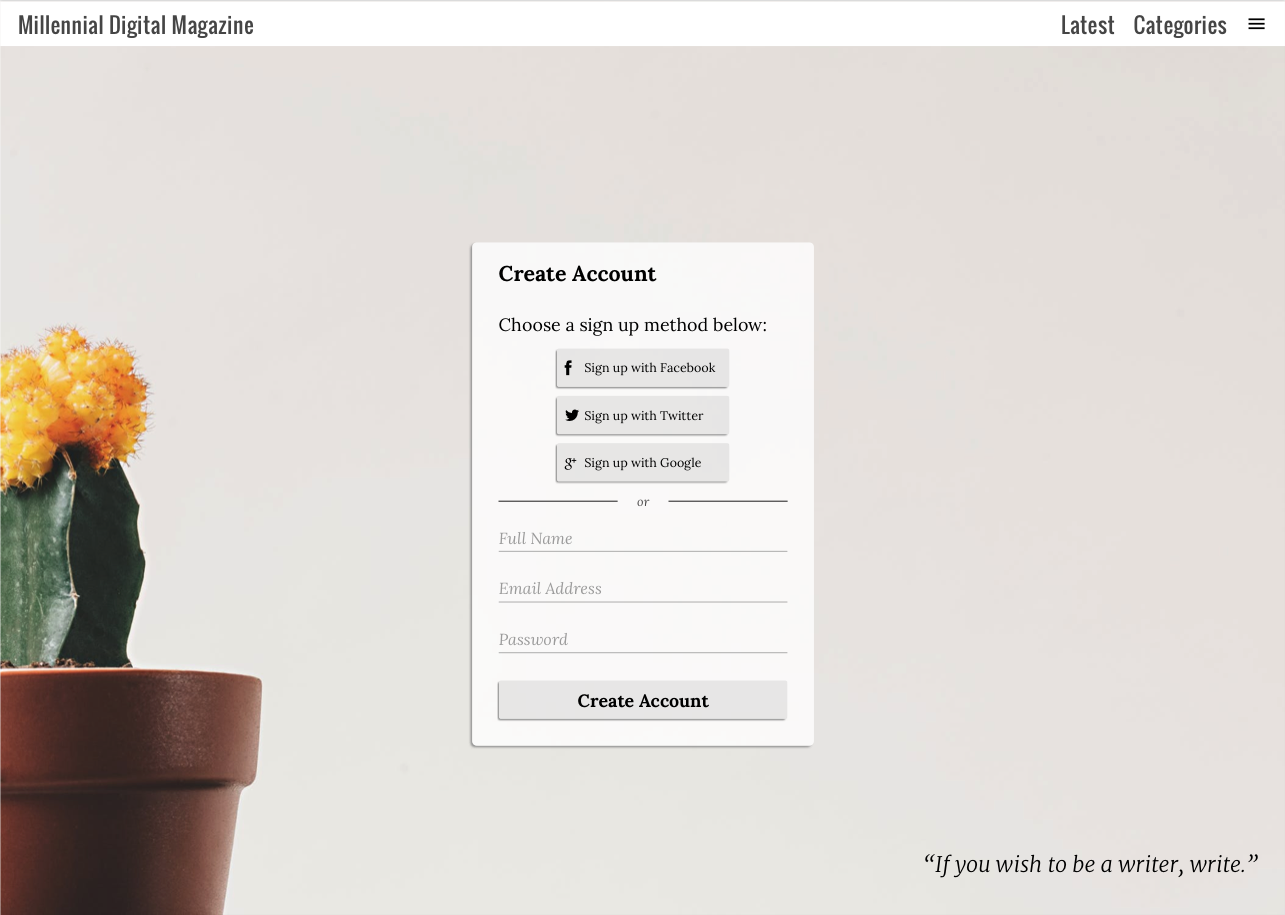 Millennial Digital Magazine
Latest Categories
Create Account
Choose a sign up method below:
Sign up with Facebook
Sign up with Twitter
Sign up with Google
or
Full Name
Email Address
Password
Create Account
“If you wish to be a writer, write.”